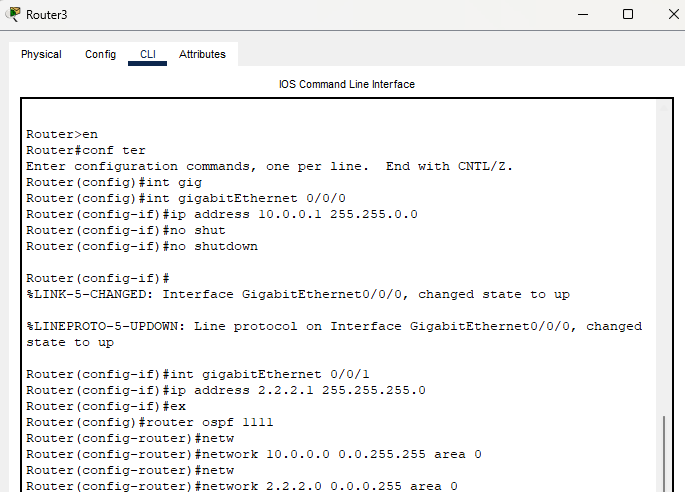 Router3
Physical Config CLI Attributes
IOS Command Line Interface
Router>en
Router#conf ter
Enter configuration commands, one per line.  End with CNTL/Z.
Router(config)#int gig
Router(config)#int gigabitEthernet 0/0/0
Router(config-if)#ip address 10.0.0.1 255.255.0.0
Router(config-if)#no shut
Router(config-if)#no shutdown
Router(config-if)#
%LINK-5-CHANGED: Interface GigabitEthernet0/0/0, changed state to up
%LINEPROTO-5-UPDOWN: Line protocol on Interface GigabitEthernet0/0/0, changed
state to up
Router(config-if)#int gigabitEthernet 0/0/1
Router(config-if)#ip address 2.2.2.1 255.255.255.0
Router(config-if)#ex
Router(config)#router ospf 1111
Router(config-router)#netw
Router(config-router)#network 10.0.0.0 0.0.255.255 area 0
Router(config-router)#netw
Router(config-router)#network 2.2.2.0 0.0.0.255 area 0